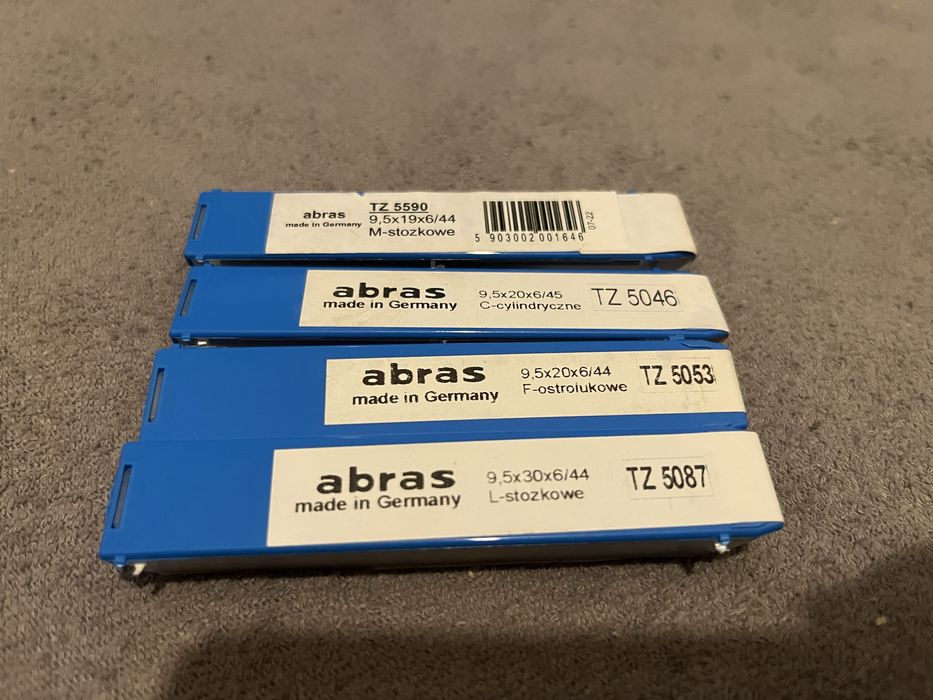 abras
made in Germany
TZ 5590
9,5x19x6/44
M-stozkowe
5 903002 001646
07-22
abras
made in Germany
9,5x20x6/45
C-cylindryczne
TZ 5046
abras
made in Germany
9,5x20x6/44
F-ostrolukowe
TZ 5053
abras
made in Germany
9,5x30x6/44
L-stozkowe
TZ 5087